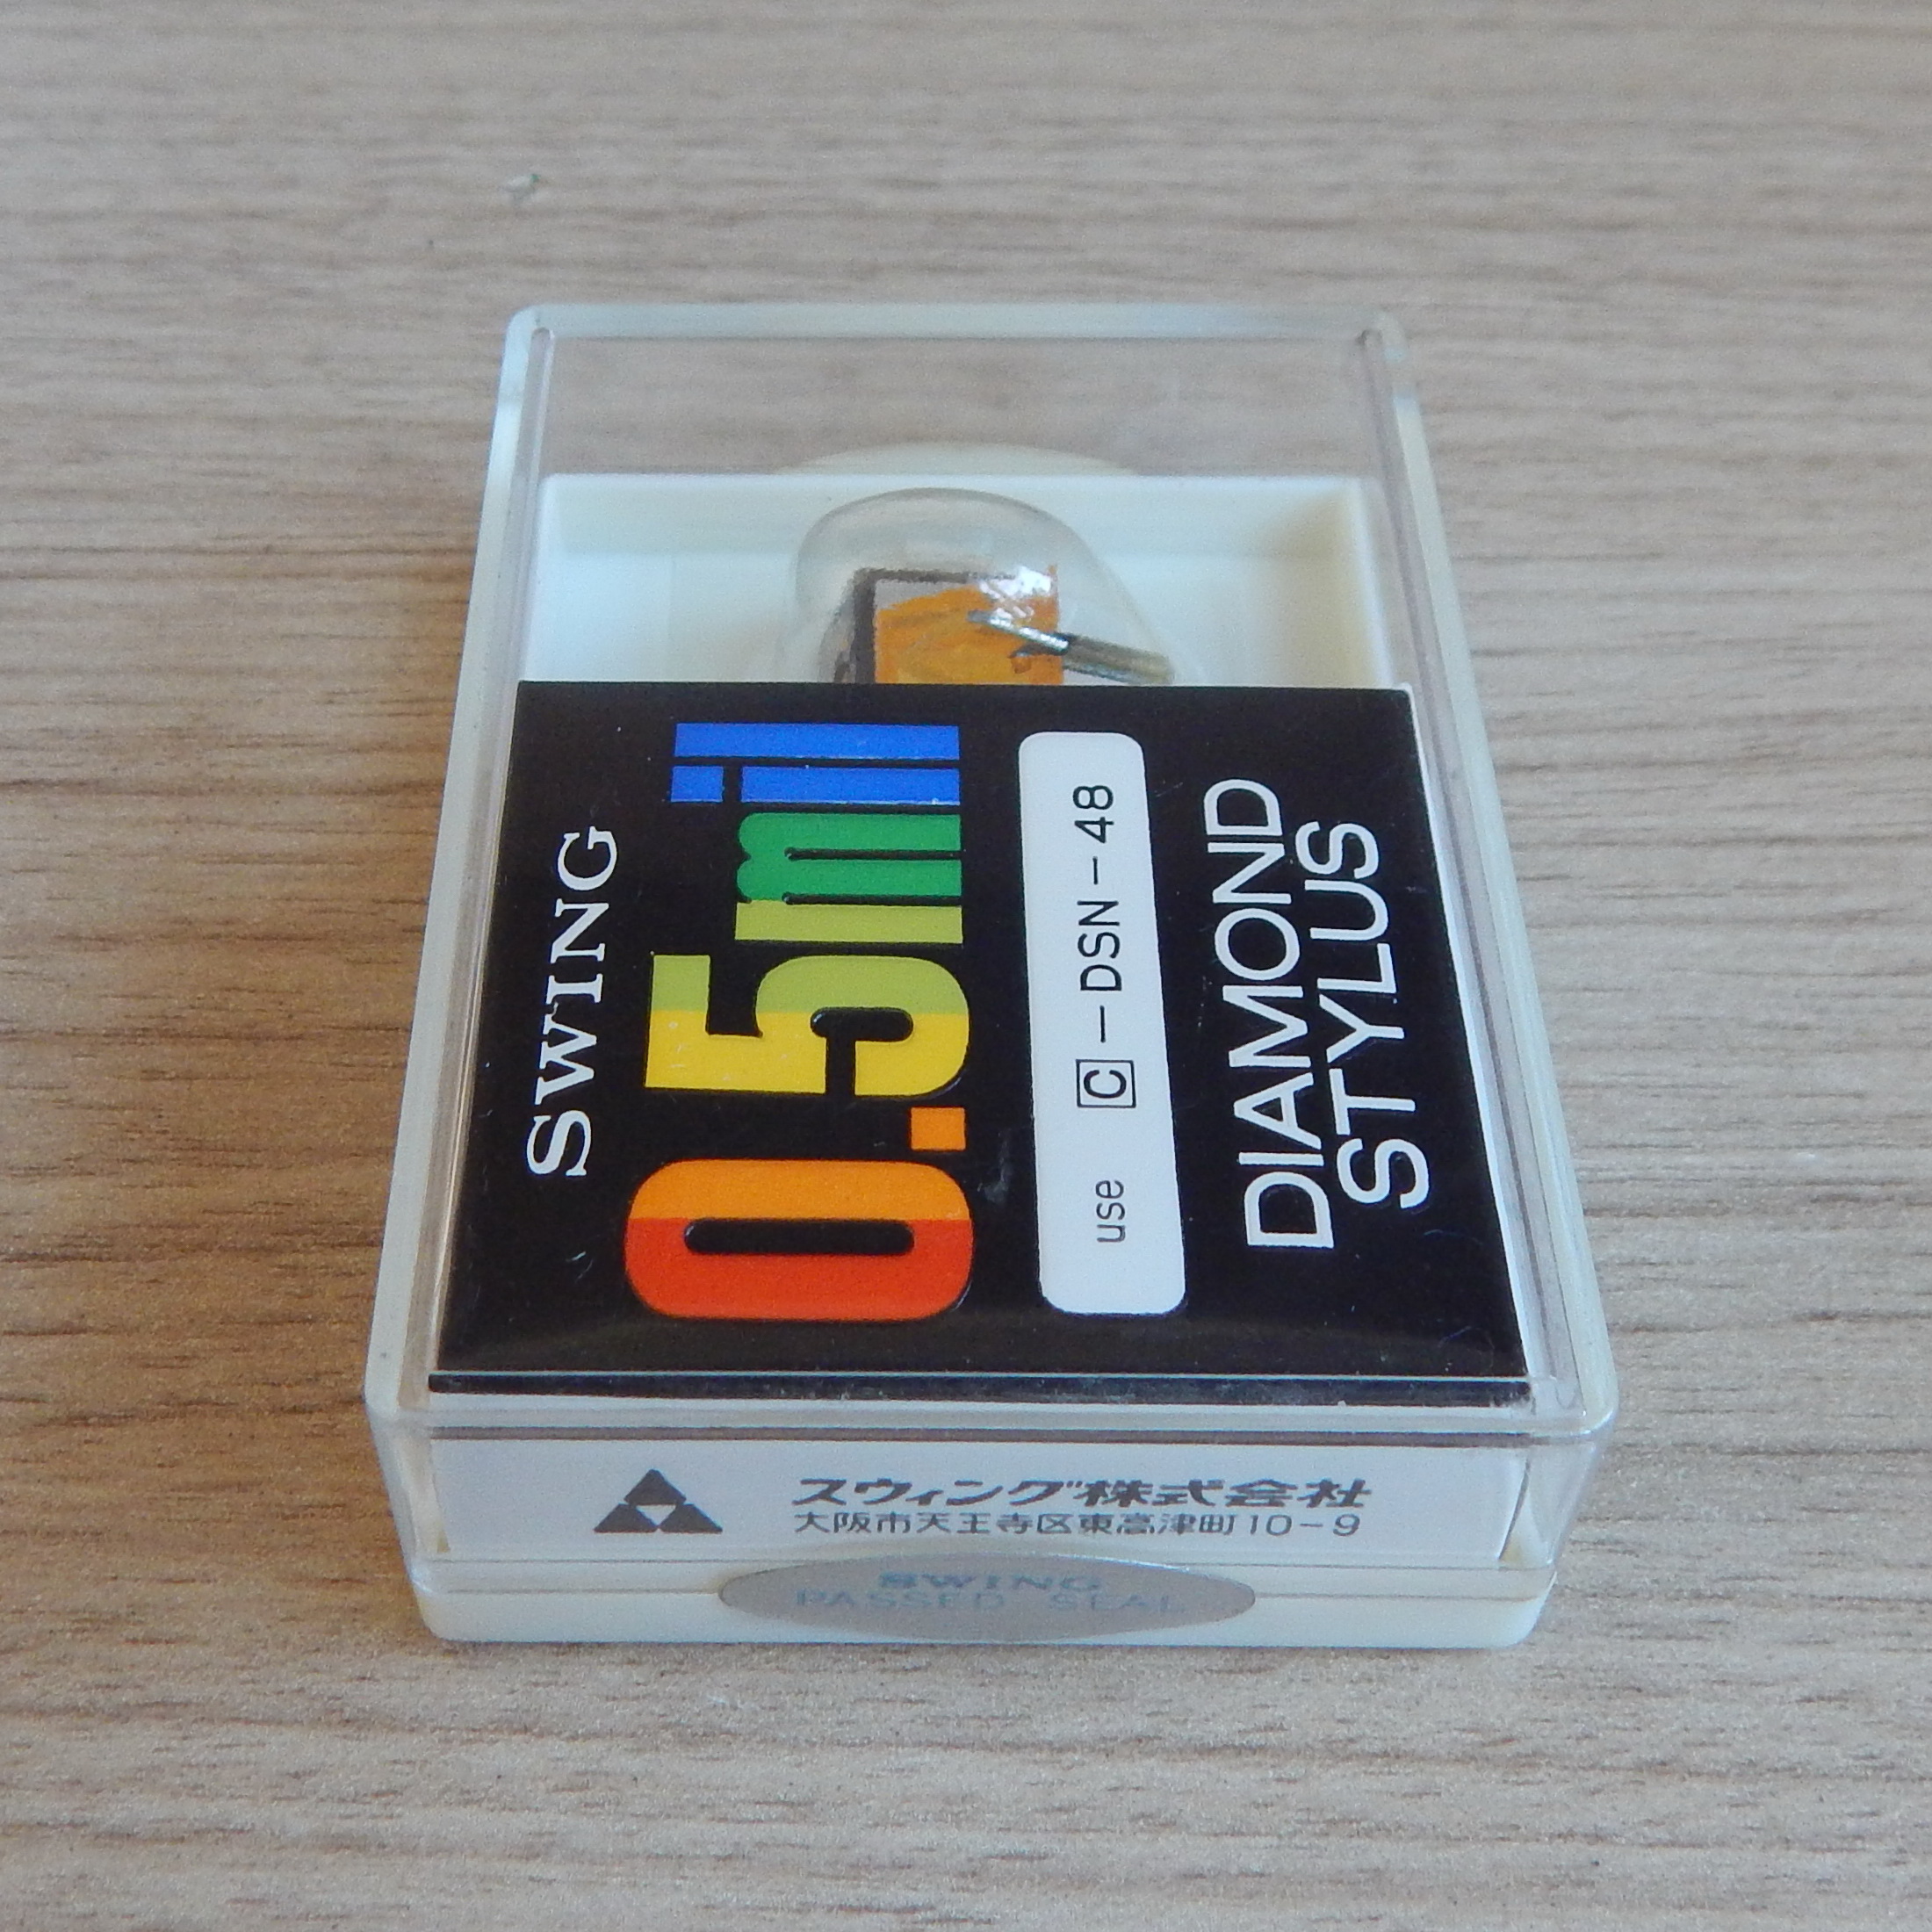 SWING
0.5mil
use C-DSN-48
DIAMOND
STYLUS
スウィング株式会社
大阪市天王寺区東高津町10-9
SWING
PASSED SEAL